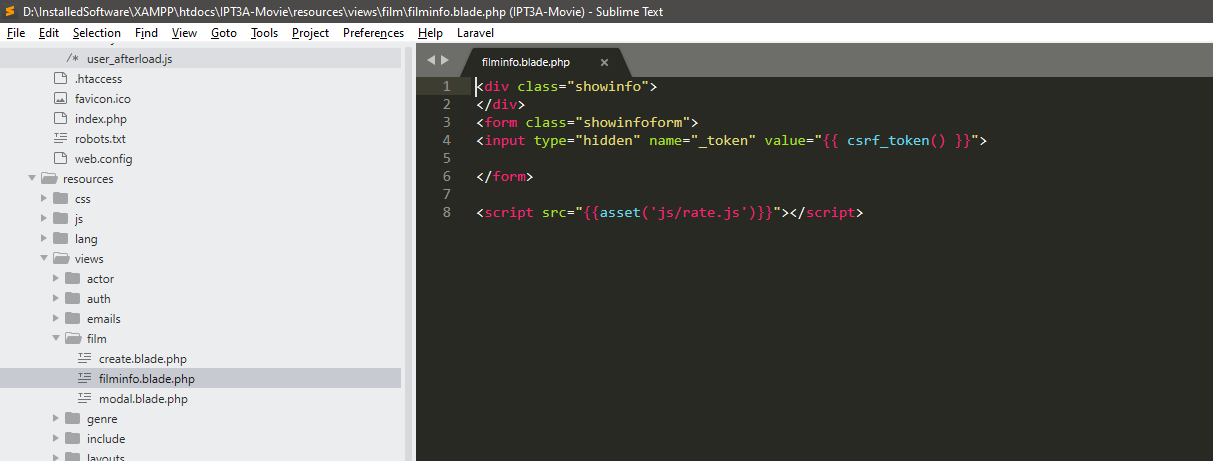 D:\InstalledSoftware\XAMPP\htdocs\IPT3A-Movie\resources\views\film\filminfo.blade.php (IPT3A-Movie) - Sublime Text
File Edit Selection Find View Goto Tools Project Preferences Help Laravel
/* user_afterload.js
.htaccess
favicon.ico
index.php
robots.txt
web.config
resources
css
js
lang
views
actor
auth
emails
film
create.blade.php
filminfo.blade.php
modal.blade.php
genre
include
layouts
filminfo.blade.php ×
1 <div class="showinfo">
2 </div>
3 <form class="showinfoform">
4 <input type="hidden" name="_token" value="{{ csrf_token() }}">
5
6 </form>
7
8 <script src="{{asset('js/rate.js')}}"></script>